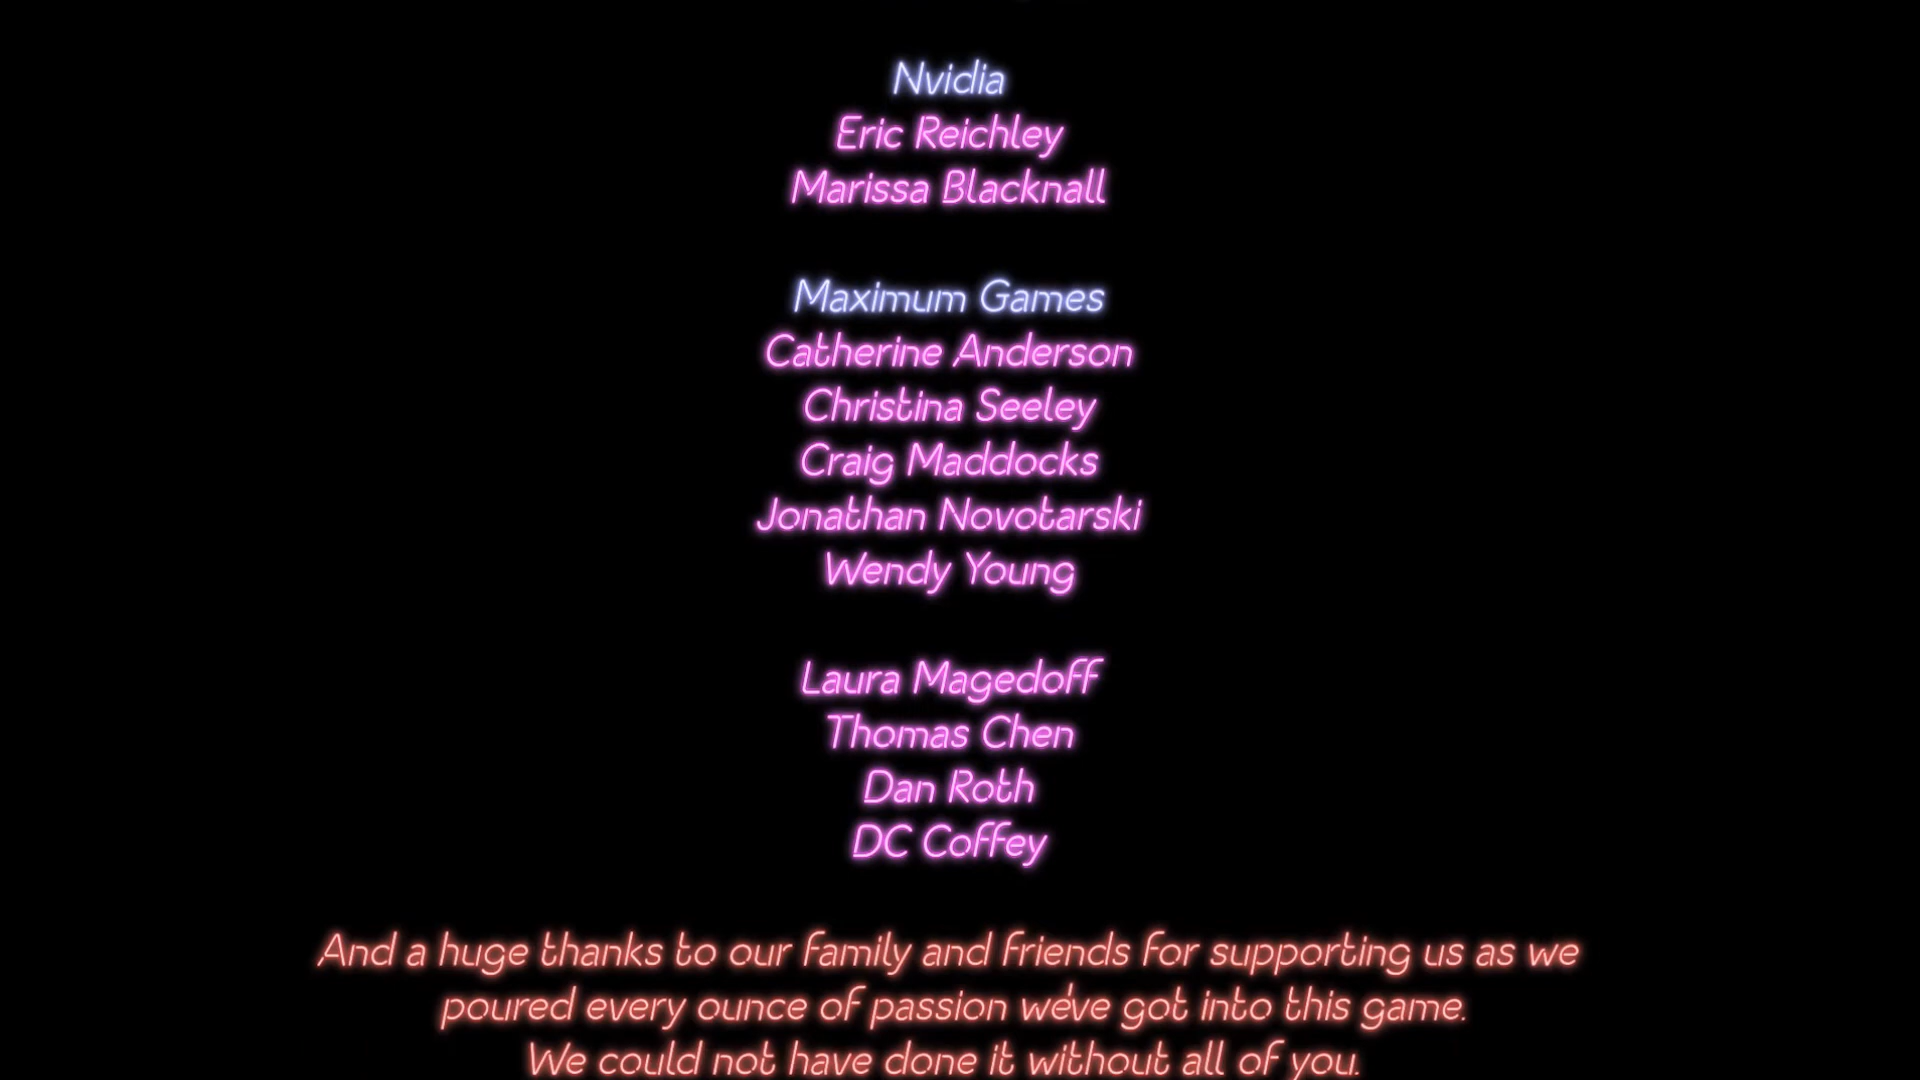 Nvidia
Eric Reichley
Marissa Blacknall
Maximum Games
Catherine Anderson
Christina Seeley
Craig Maddocks
Jonathan Novotarski
Wendy Young
Laura Magedoff
Thomas Chen
Dan Roth
DC Coffey
And a huge thanks to our family and friends for supporting us as we
poured every ounce of passion we've got into this game.
We could not have done it without all of you.